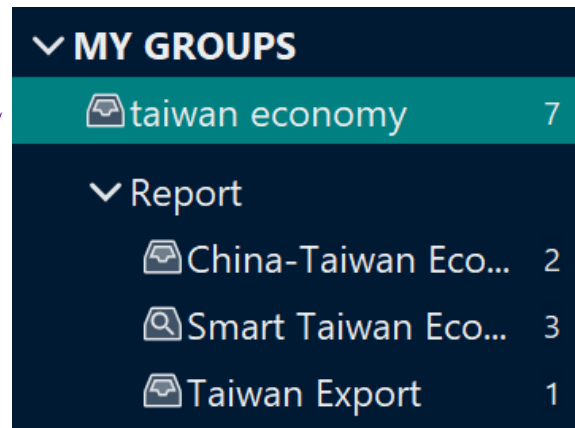 MY GROUPS
taiwan economy 7
Report
China-Taiwan Eco... 2
Smart Taiwan Eco... 3
Taiwan Export 1